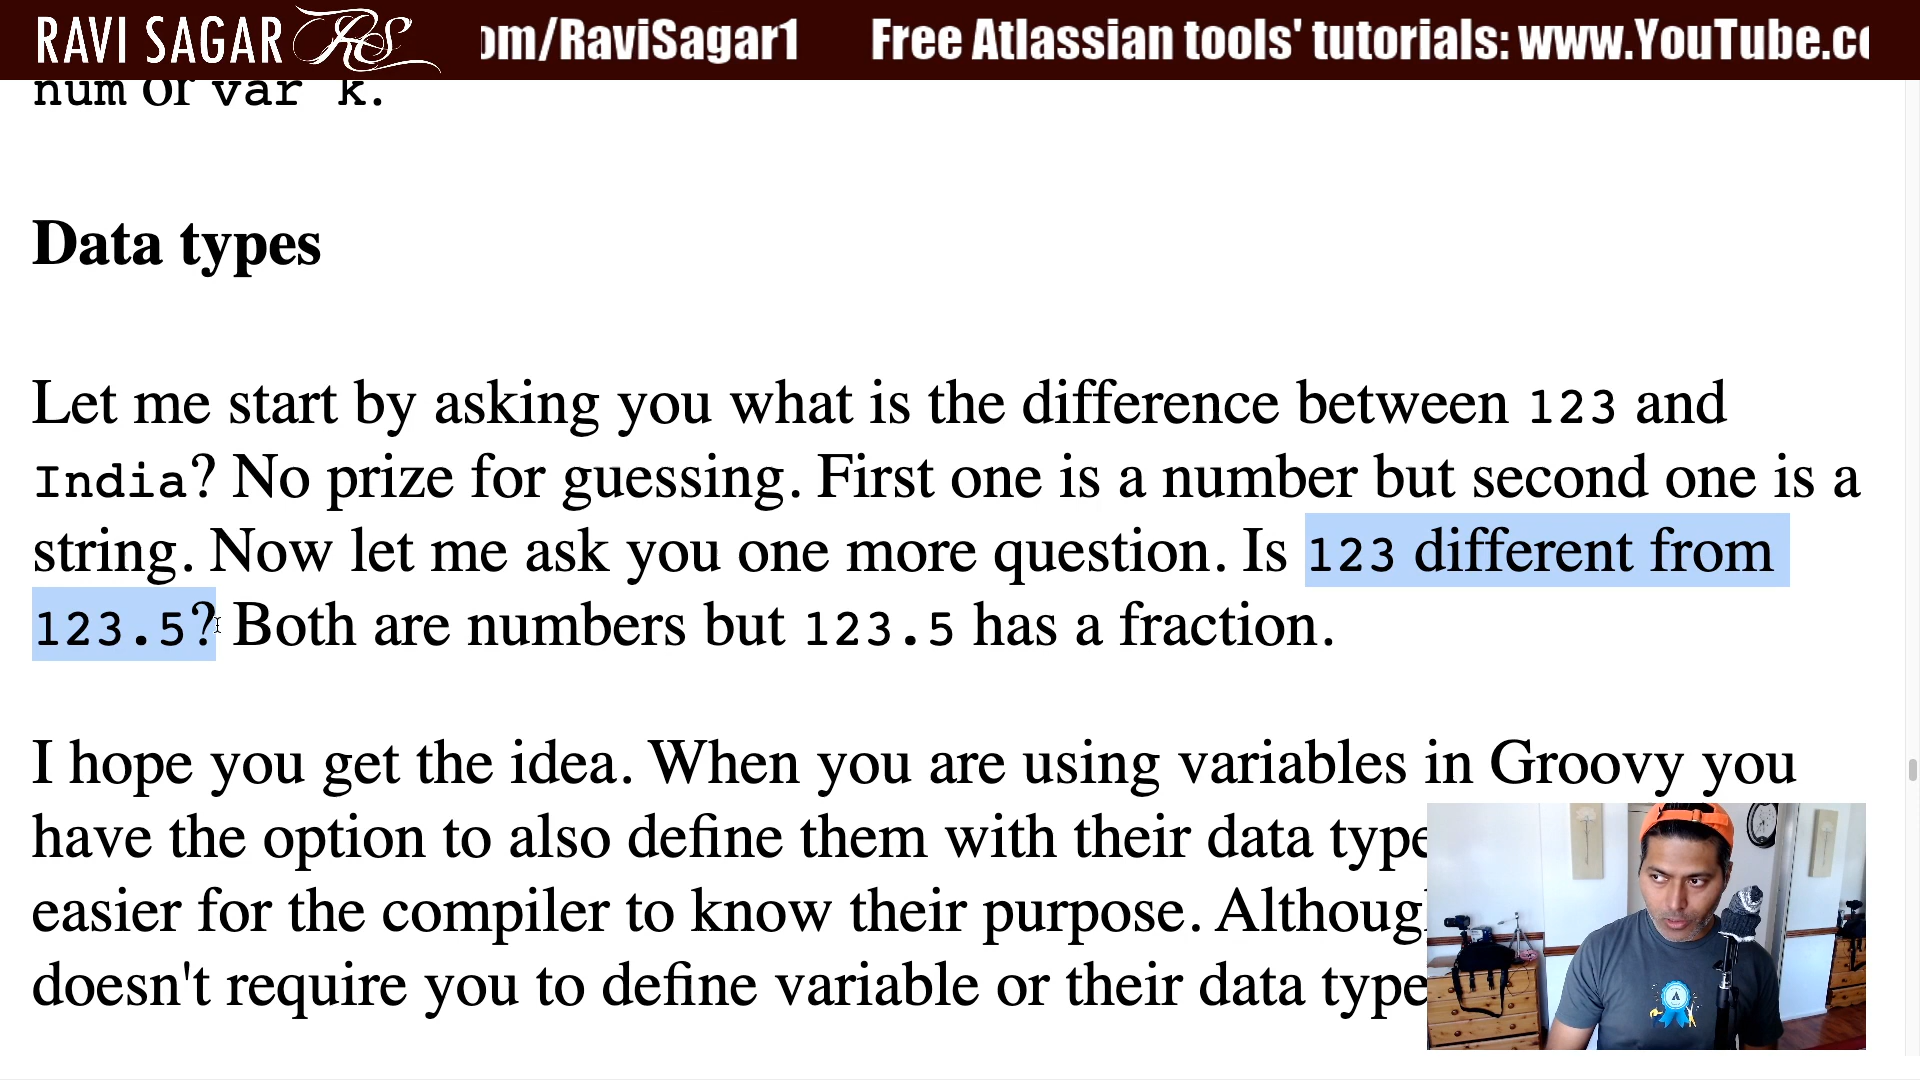 RAVI SAGAR RS om/RaviSagar1 Free Atlassian tools' tutorials: www.YouTube.co
num or var k.
Data types
Let me start by asking you what is the difference between 123 and
India? No prize for guessing. First one is a number but second one is a
string. Now let me ask you one more question. Is 123 different from
123.5? Both are numbers but 123.5 has a fraction.
I hope you get the idea. When you are using variables in Groovy you
have the option to also define them with their data type
easier for the compiler to know their purpose. Althoug
doesn't require you to define variable or their data type